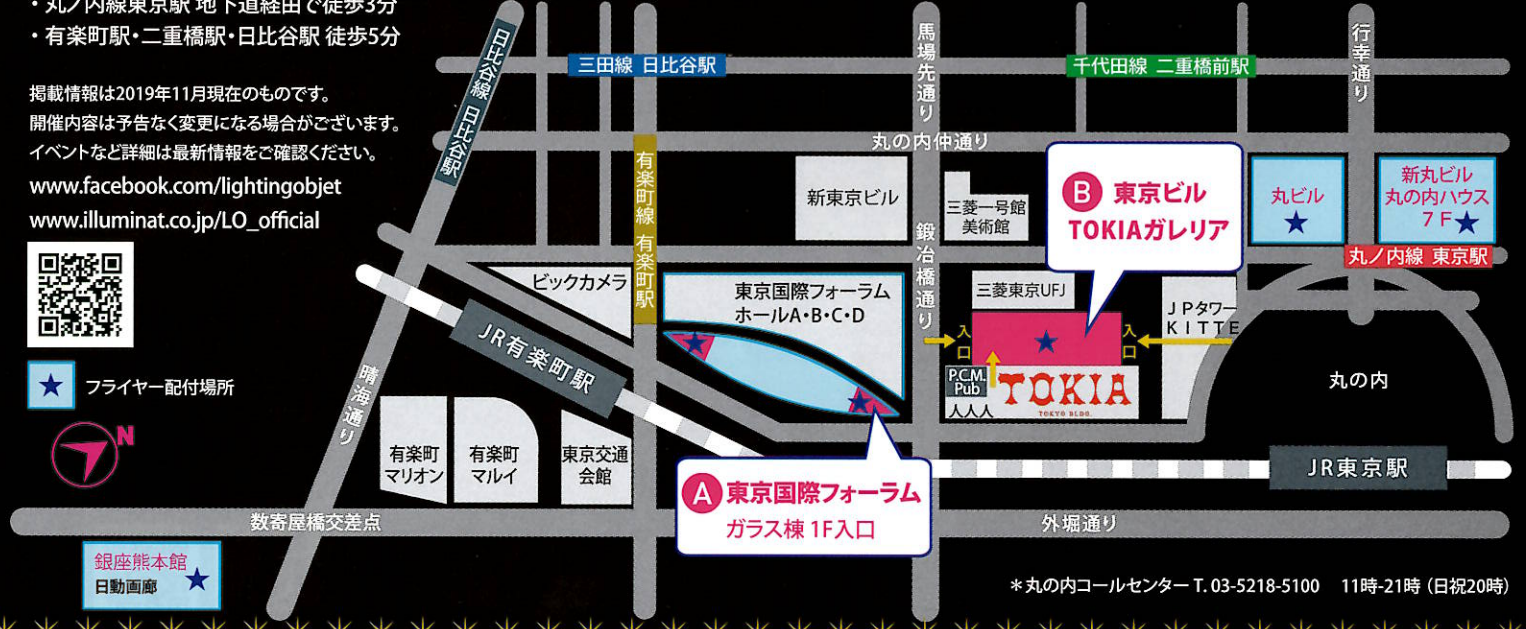 ・丸ノ内線東京駅 地下道経由で徒歩3分
・有楽町駅・二重橋駅・日比谷駅 徒歩5分
掲載情報は2019年11月現在のものです。
開催内容は予告なく変更になる場合がございます。
イベントなど詳細は最新情報をご確認ください。
www.facebook.com/lightingobjet
www.illuminat.co.jp/LO_official
フライヤー配付場所
N
日比谷線 日比谷駅
三田線 日比谷駅
馬場先通り
千代田線 二重橋前駅
行幸通り
丸の内仲通り
有楽町線 有楽町駅
新東京ビル
三菱一号館
美術館
鍛冶橋通り
B 東京ビル
TOKIAガレリア
丸ビル
新丸ビル
丸の内ハウス
7F
丸ノ内線 東京駅
ビックカメラ
東京国際フォーラム
ホールA・B・C・D
三菱東京UFJ
JPタワー
KITTE
入口
入口
P.C.M.
Pub
人人人
TOKIA
TOKYO BLDG.
丸の内
JR有楽町駅
晴海通り
有楽町
マリオン
有楽町
マルイ
東京交通
会館
A 東京国際フォーラム
ガラス棟 1F入口
JR東京駅
数寄屋橋交差点
外堀通り
銀座熊本館
日動画廊
＊丸の内コールセンター T. 03-5218-5100 11時-21時（日祝20時）